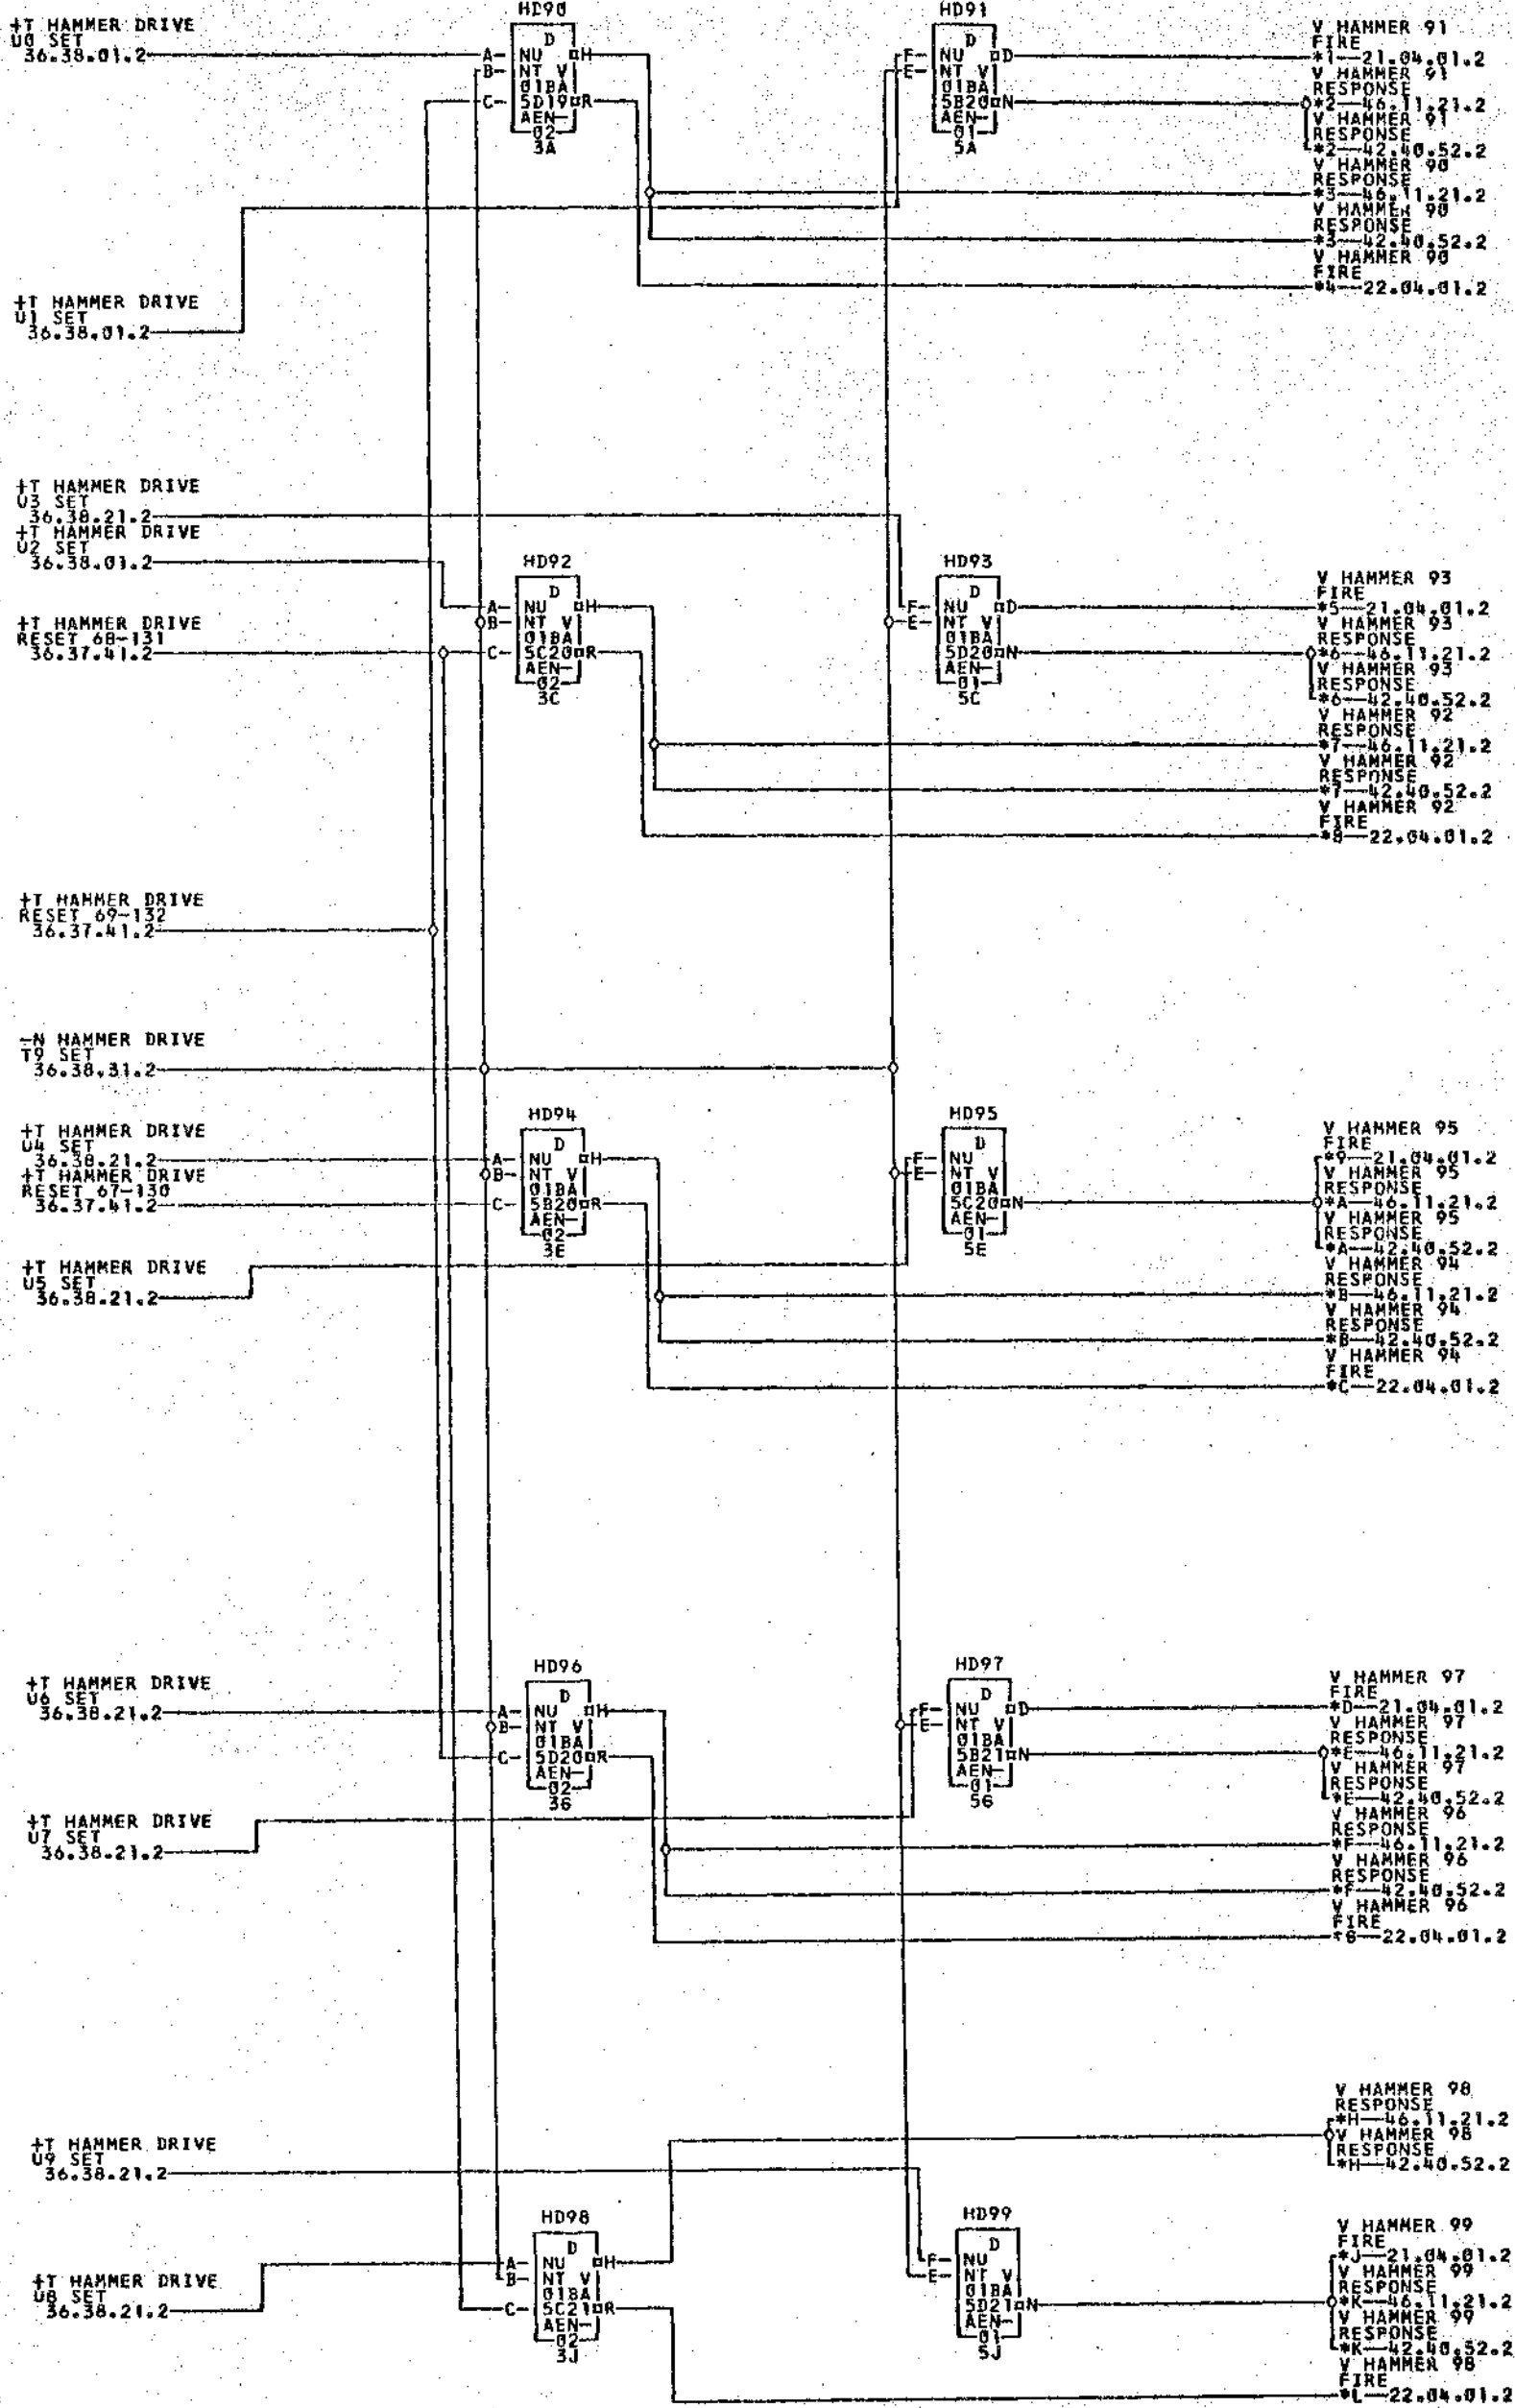 +T HAMMER DRIVE
U0 SET
36.38.01.2
+T HAMMER DRIVE
U1 SET
36.38.01.2
+T HAMMER DRIVE
U3 SET
36.38.21.2
+T HAMMER DRIVE
U2 SET
36.38.01.2
+T HAMMER DRIVE
RESET 68-131
36.37.41.2
+T HAMMER DRIVE
RESET 69-132
36.37.41.2
-N HAMMER DRIVE
T9 SET
36.38.31.2
+T HAMMER DRIVE
U4 SET
36.38.21.2
+T HAMMER DRIVE
RESET 67-130
36.37.41.2
+T HAMMER DRIVE
U5 SET
36.38.21.2
+T HAMMER DRIVE
U6 SET
36.38.21.2
+T HAMMER DRIVE
U7 SET
36.38.21.2
+T HAMMER DRIVE
U9 SET
36.38.21.2
+T HAMMER DRIVE
U8 SET
36.38.21.2
HD90
D
A- NU H
B- NT V
01BA
C- 5D19 R
AEN-
02
3A
HD92
D
A- NU H
B- NT V
01BA
C- 5C20 R
AEN-
02
3C
HD94
D
A- NU H
B- NT V
01BA
C- 5B20 R
AEN-
02
3E
HD96
D
A- NU H
B- NT V
01BA
C- 5D20 R
AEN-
02
3G
HD98
D
A- NU H
B- NT V
01BA
C- 5C21 R
AEN-
02
3J
HD91
D
F- NU D
E- NT V
01BA
5B20 N
AEN-
01
5A
HD93
D
F- NU D
E- NT V
01BA
5D20 N
AEN-
01
5C
HD95
D
F- NU
E- NT V
01BA
5C20 N
AEN-
01
5E
HD97
D
F- NU D
E- NT V
01BA
5B21 N
AEN-
01
5G
HD99
D
F- NU
E- NT V
01BA
5D21 N
AEN-
01
5J
V HAMMER 91
FIRE
*1—21.04.01.2
V HAMMER 91
RESPONSE
*2—46.11.21.2
V HAMMER 91
RESPONSE
*2—42.40.52.2
V HAMMER 90
RESPONSE
*3—46.11.21.2
V HAMMER 90
RESPONSE
*3—42.40.52.2
V HAMMER 90
FIRE
*4—22.04.01.2
V HAMMER 93
FIRE
*5—21.04.01.2
V HAMMER 93
RESPONSE
*6—46.11.21.2
V HAMMER 93
RESPONSE
*6—42.40.52.2
V HAMMER 92
RESPONSE
*7—46.11.21.2
V HAMMER 92
RESPONSE
*7—42.40.52.2
V HAMMER 92
FIRE
*8—22.04.01.2
V HAMMER 95
FIRE
*9—21.04.01.2
V HAMMER 95
RESPONSE
*A—46.11.21.2
V HAMMER 95
RESPONSE
*A—42.40.52.2
V HAMMER 94
RESPONSE
*B—46.11.21.2
V HAMMER 94
RESPONSE
*B—42.40.52.2
V HAMMER 94
FIRE
*C—22.04.01.2
V HAMMER 97
FIRE
*D—21.04.01.2
V HAMMER 97
RESPONSE
*E—46.11.21.2
V HAMMER 97
RESPONSE
*E—42.40.52.2
V HAMMER 96
RESPONSE
*F—46.11.21.2
V HAMMER 96
RESPONSE
*F—42.40.52.2
V HAMMER 96
FIRE
*G—22.04.01.2
V HAMMER 98
RESPONSE
*H—46.11.21.2
V HAMMER 98
RESPONSE
*H—42.40.52.2
V HAMMER 99
FIRE
*J—21.04.01.2
V HAMMER 99
RESPONSE
*K—46.11.21.2
V HAMMER 99
RESPONSE
*K—42.40.52.2
V HAMMER 98
FIRE
*L—22.04.01.2